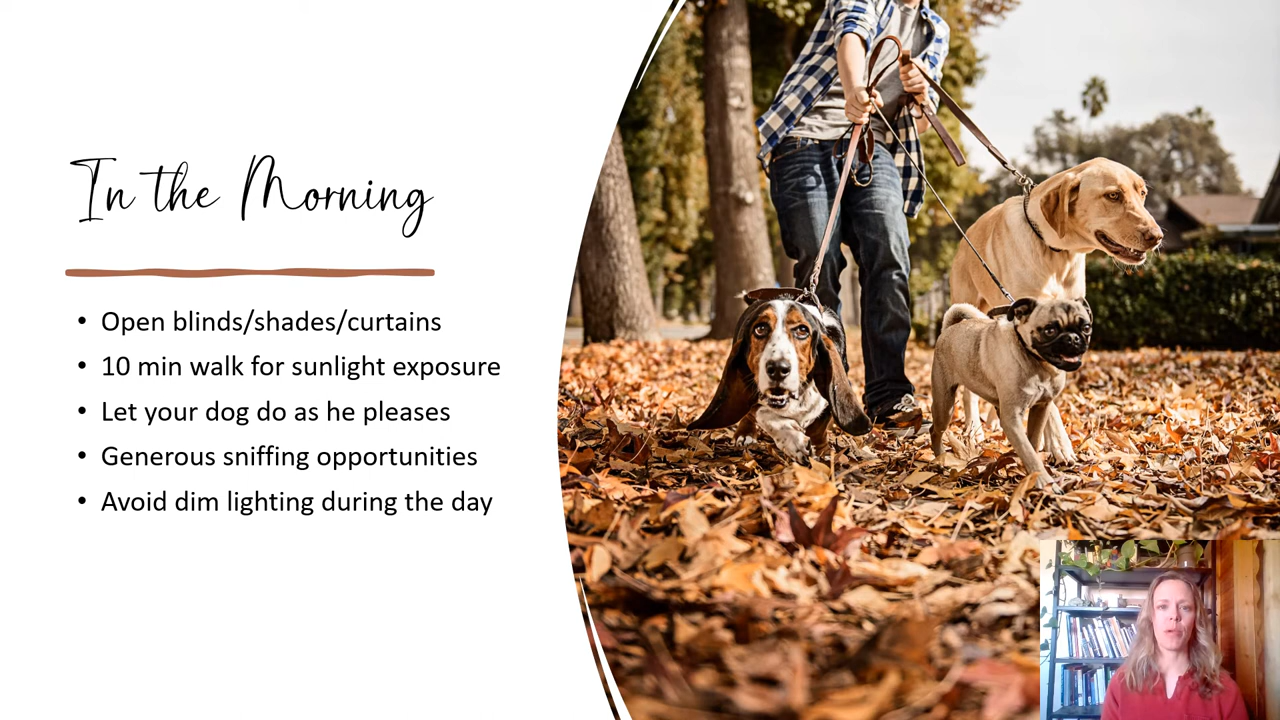 In the Morning
• Open blinds/shades/curtains
• 10 min walk for sunlight exposure
• Let your dog do as he pleases
• Generous sniffing opportunities
• Avoid dim lighting during the day